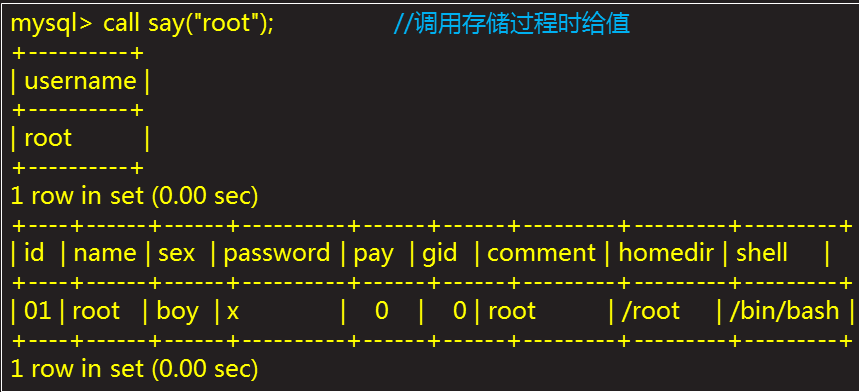 mysql> call say("root"); //调用存储过程时给值
+----------+
| username |
+----------+
| root |
+----------+
1 row in set (0.00 sec)
+----+------+------+----------+------+------+---------+---------+---------+
| id | name | sex | password | pay | gid | comment | homedir | shell |
+----+------+------+----------+------+------+---------+---------+---------+
| 01 | root | boy | x | 0 | 0 | root | /root | /bin/bash |
+----+------+------+----------+------+------+---------+---------+---------+
1 row in set (0.00 sec)